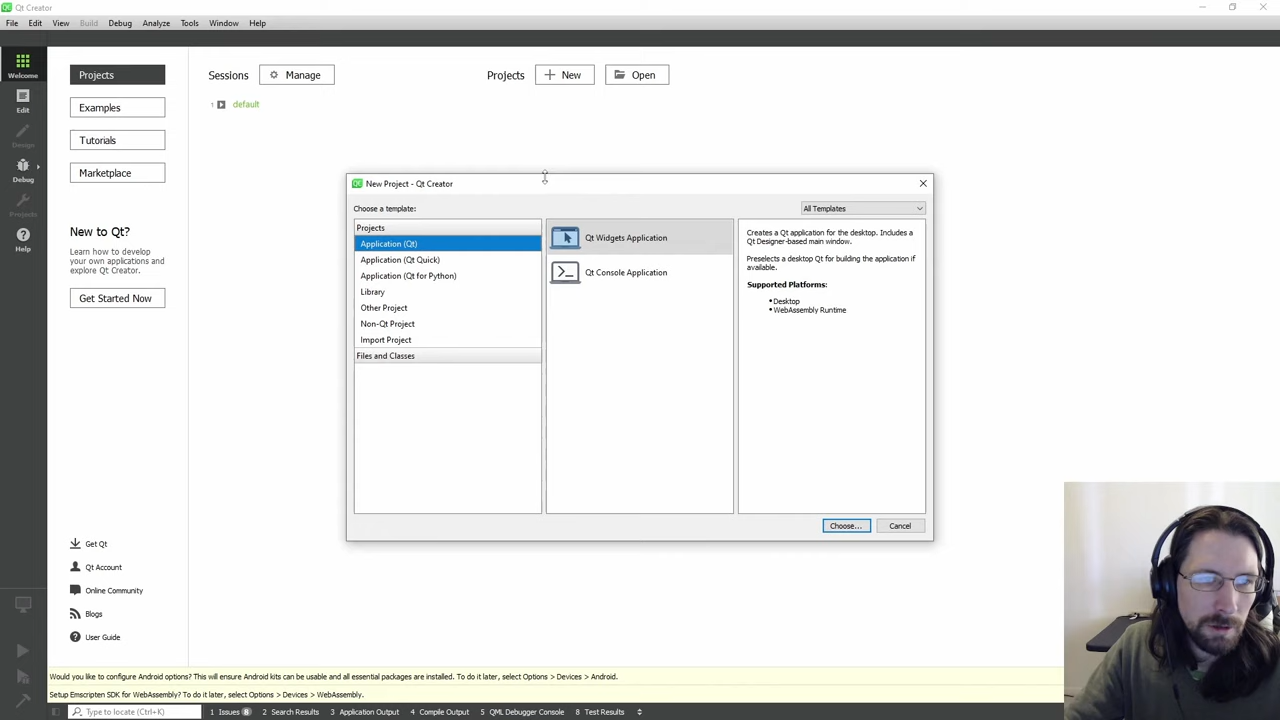 Qt Creator
File Edit View Build Debug Analyze Tools Window Help
Welcome
Edit
Design
Debug
Projects
Help
Projects
Examples
Tutorials
Marketplace
New to Qt?
Learn how to develop
your own applications and
explore Qt Creator.
Get Started Now
Get Qt
Qt Account
Online Community
Blogs
User Guide
Sessions Manage
1 default
Projects New Open
New Project - Qt Creator
Choose a template:
All Templates
Projects
Application (Qt)
Application (Qt Quick)
Application (Qt for Python)
Library
Other Project
Non-Qt Project
Import Project
Files and Classes
Qt Widgets Application
Qt Console Application
Creates a Qt application for the desktop. Includes a
Qt Designer-based main window.
Preselects a desktop Qt for building the application if
available.
Supported Platforms:
• Desktop
• WebAssembly Runtime
Choose... Cancel
Would you like to configure Android options? This will ensure Android kits can be usable and all essential packages are installed. To do it later, select Options > Devices > Android.
Setup Emscripten SDK for WebAssembly? To do it later, select Options > Devices > WebAssembly.
Type to locate (Ctrl+K) 1 Issues 8 2 Search Results 3 Application Output 4 Compile Output 5 QML Debugger Console 8 Test Results